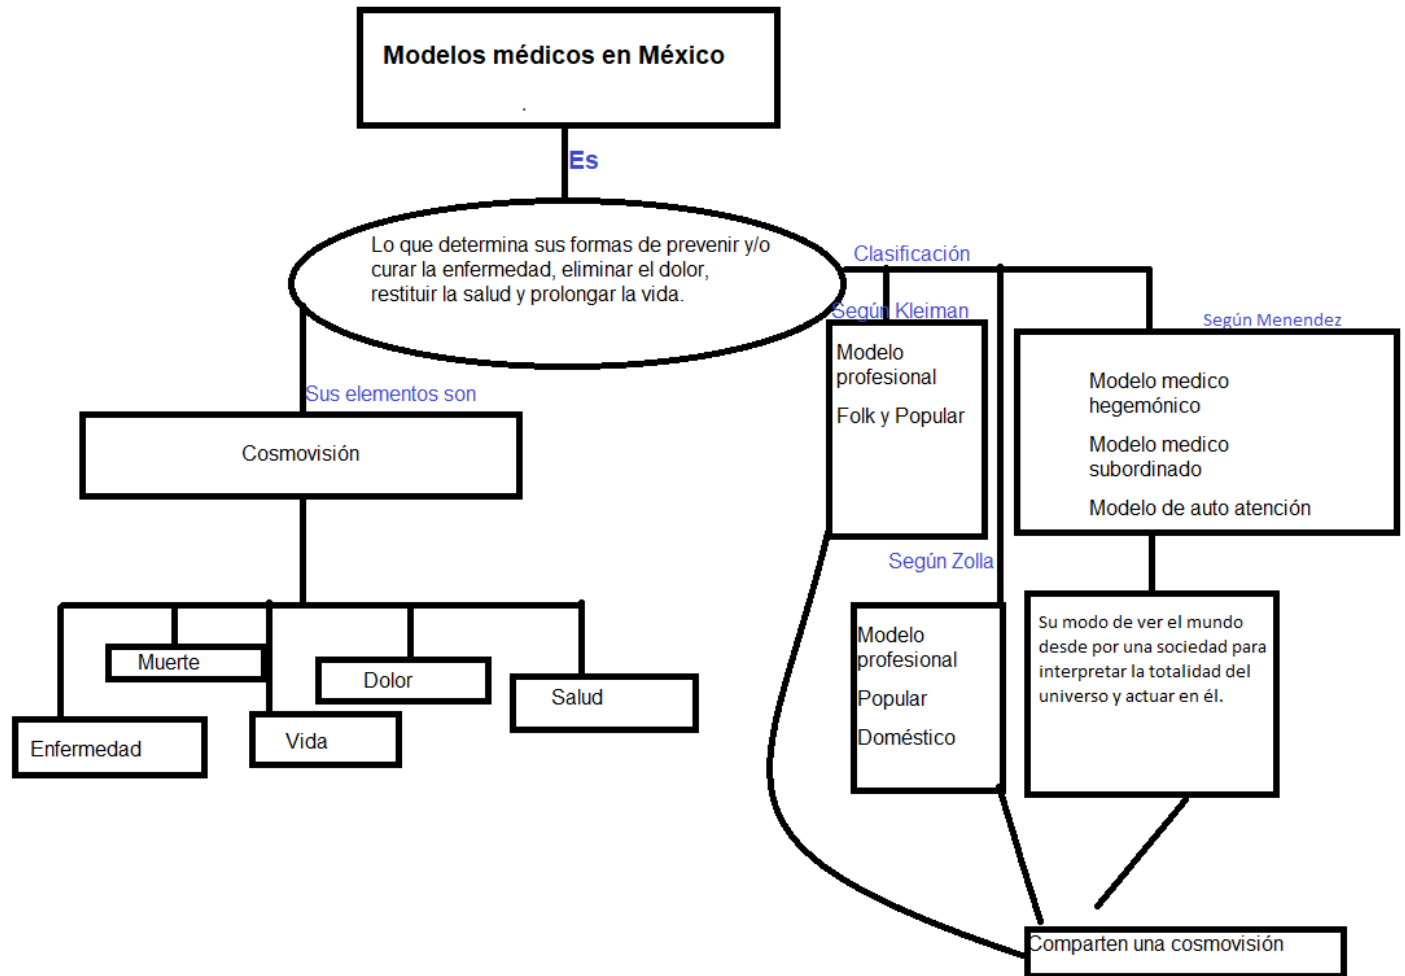 Modelos médicos en México
.
Es
Lo que determina sus formas de prevenir y/o
curar la enfermedad, eliminar el dolor,
restituir la salud y prolongar la vida.
Clasificación
Según Kleiman
Modelo
profesional
Folk y Popular
Según Menendez
Modelo medico
hegemónico
Modelo medico
subordinado
Modelo de auto atención
Sus elementos son
Cosmovisión
Según Zolla
Modelo
profesional
Popular
Doméstico
Su modo de ver el mundo
desde por una sociedad para
interpretar la totalidad del
universo y actuar en él.
Muerte
Dolor
Salud
Enfermedad
Vida
Comparten una cosmovisión